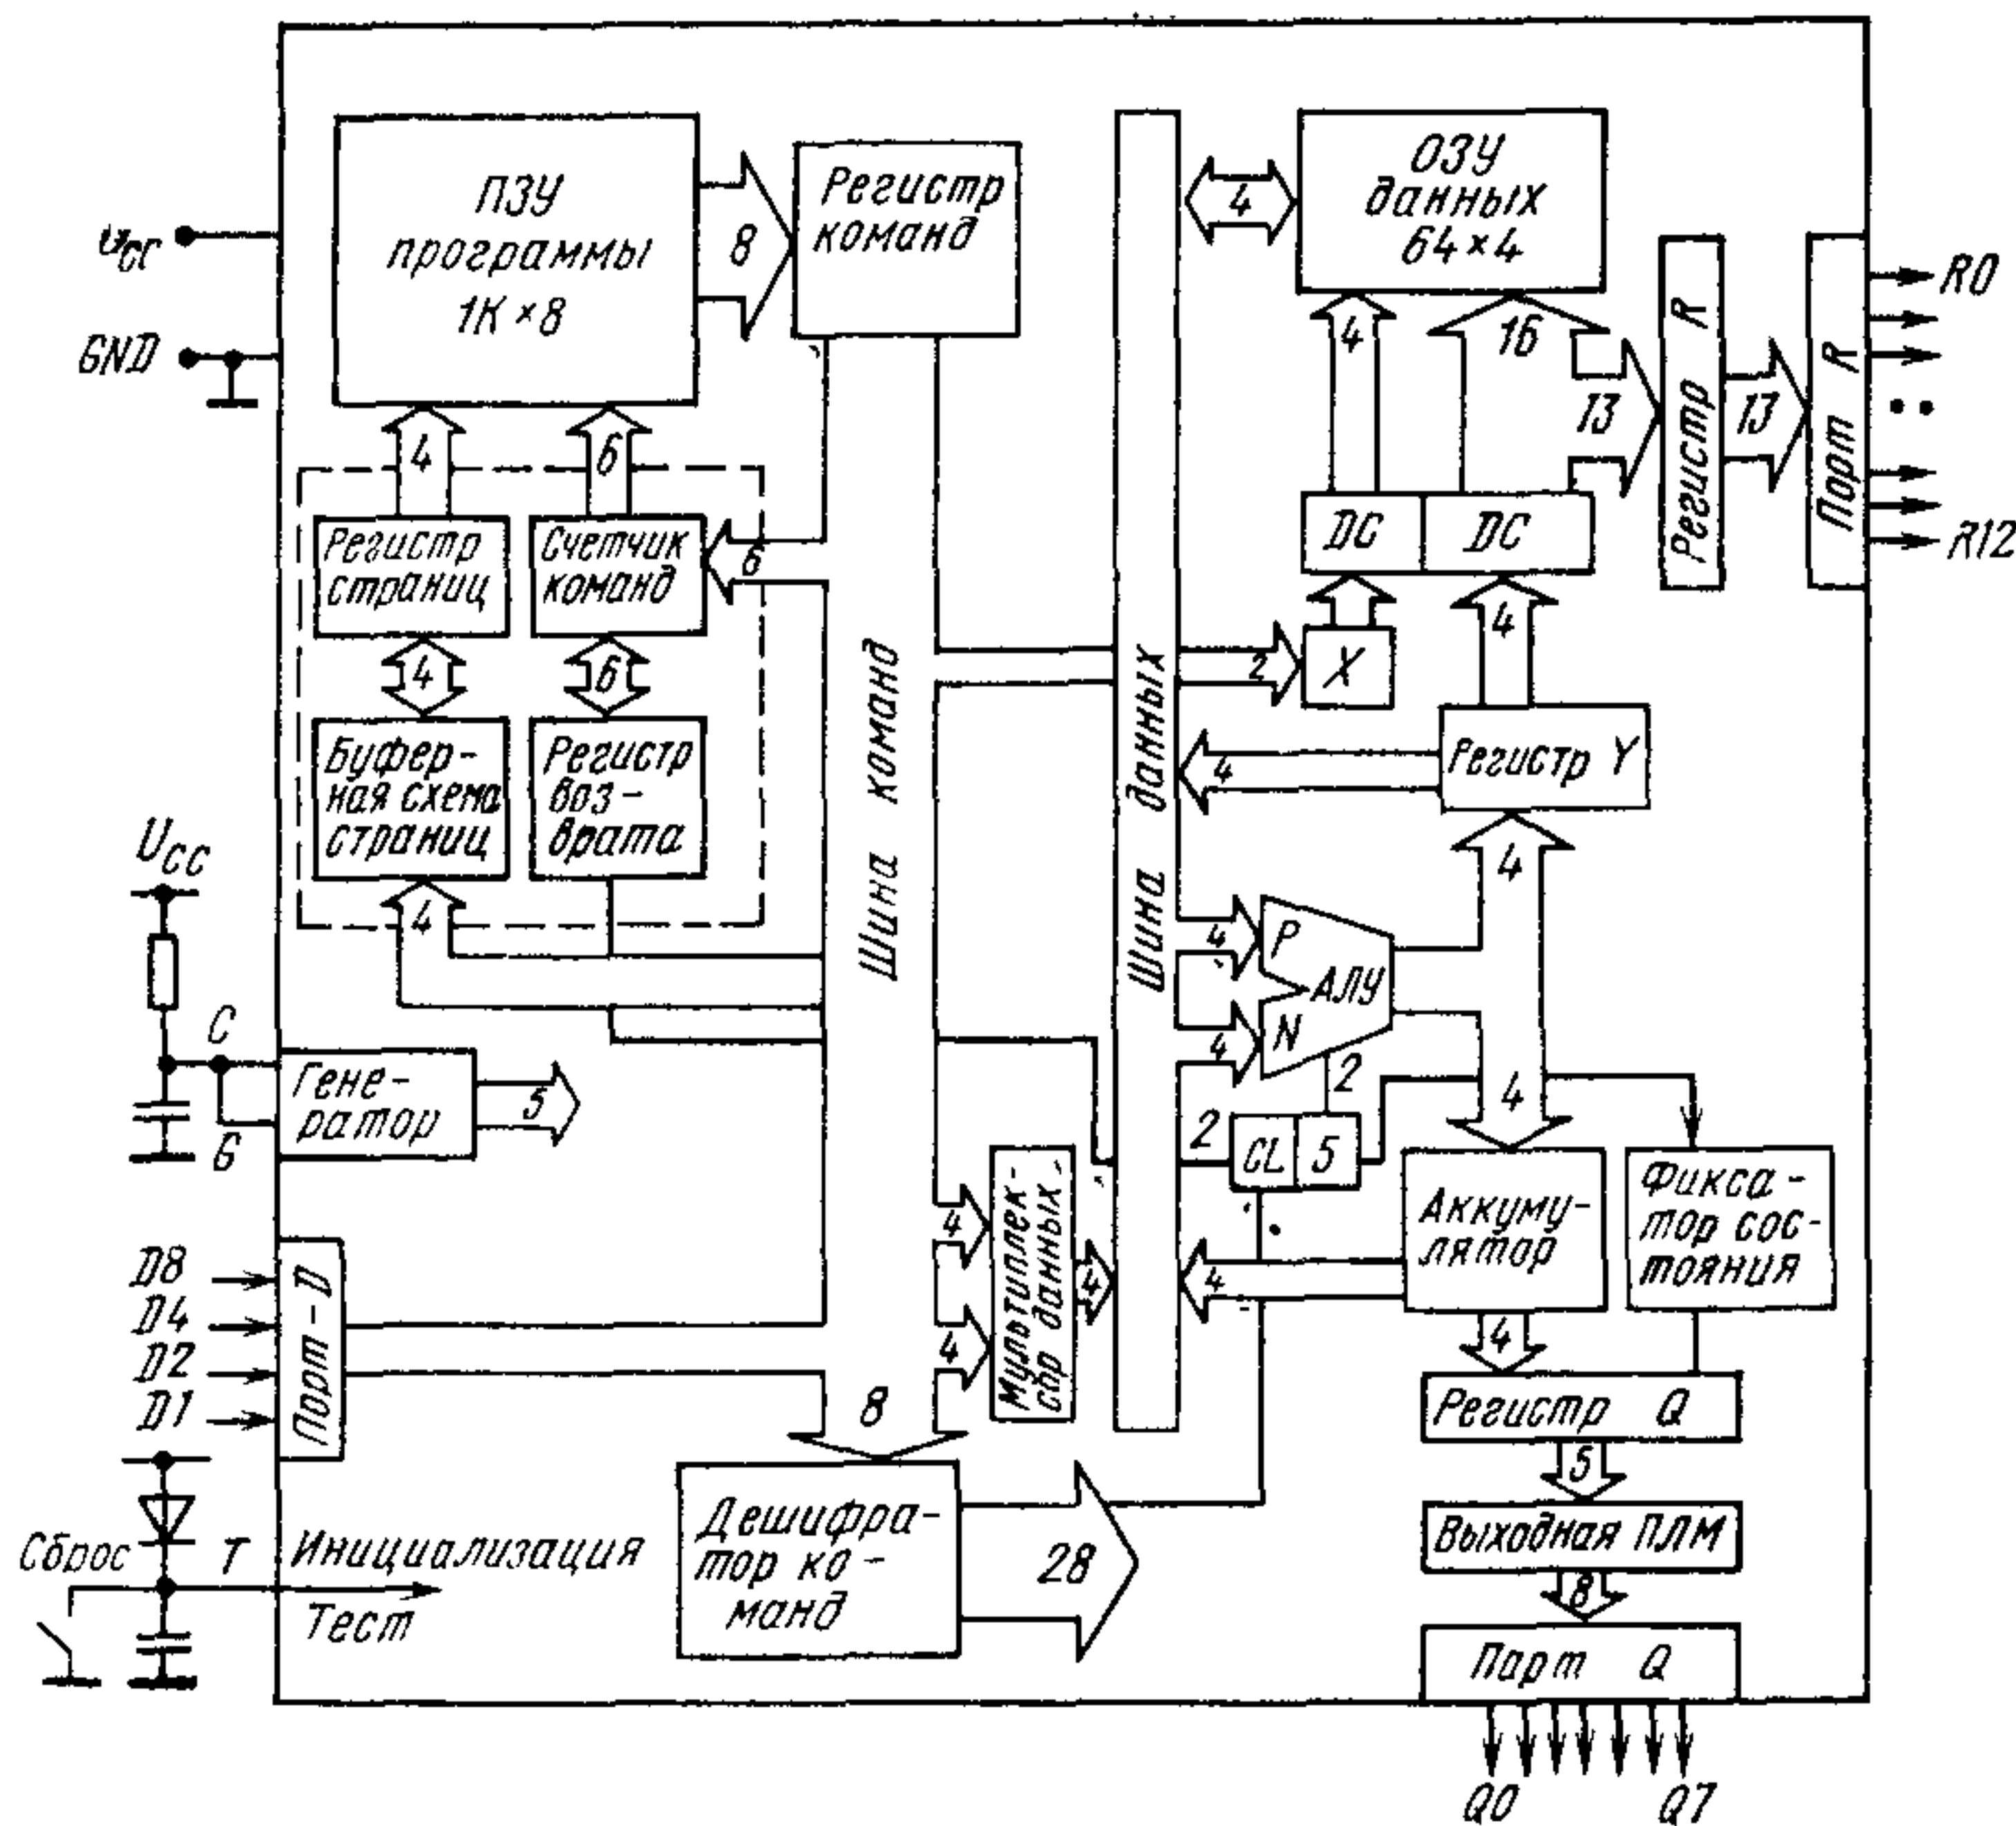 ПЗУ
программы
1К × 8
8
Регистр
команд
ОЗУ
данных
64 × 4
4
4
16
13
Регистр R
13
Порт R
R0
R12
Ucc
GND
4
6
Регистр
страниц
Счетчик
команд
6
4
6
Буфер-
ная схема
страниц
Регистр
воз-
врата
4
Шина команд
Шина данных
DC
DC
2
X
4
4
Регистр Y
4
4
4
P
АЛУ
N
2
2
CL
5
4
Ucc
C
G
Гене-
ратор
5
4
4
Мультиплек-
сор данных
4
4
Аккуму-
лятор
Фикса-
тор сос-
тояния
4
Регистр Q
5
Выходная ПЛМ
8
Парт Q
Q0
Q7
D8
D4
D2
D1
Порт-D
8
Дешифра-
тор ко-
манд
28
Сброс
T
Инициализация
Тест